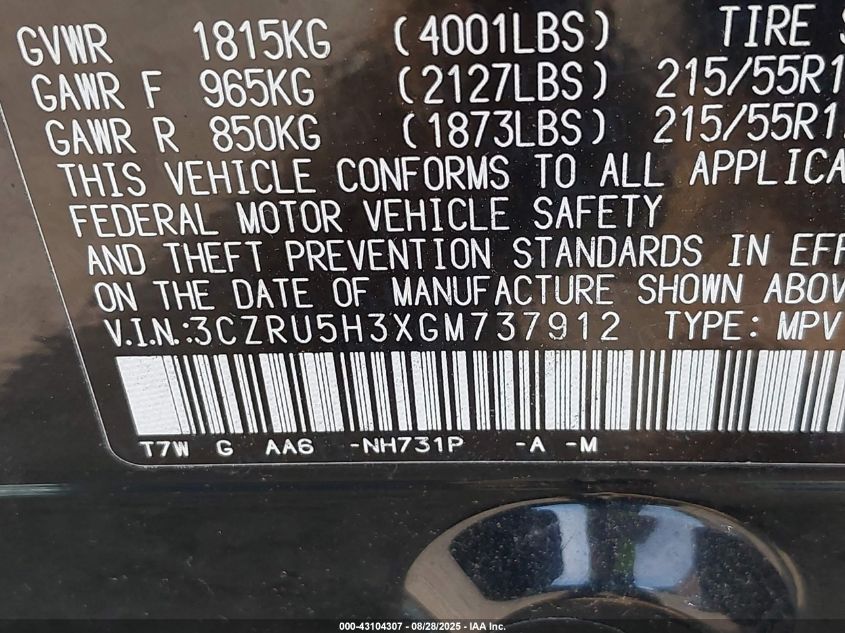 GVWR 1815KG (4001LBS) TIRE S
GAWR F 965KG (2127LBS) 215/55R1
GAWR R 850KG (1873LBS) 215/55R1
THIS VEHICLE CONFORMS TO ALL APPLICA
FEDERAL MOTOR VEHICLE SAFETY
AND THEFT PREVENTION STANDARDS IN EFF
ON THE DATE OF MANUFACTURE SHOWN ABOV
V.I.N.:3CZRU5H3XGM737912 TYPE: MPV
T7W G AA6 -NH731P -A -M
000-43104307 - 08/28/2025 - IAA Inc.